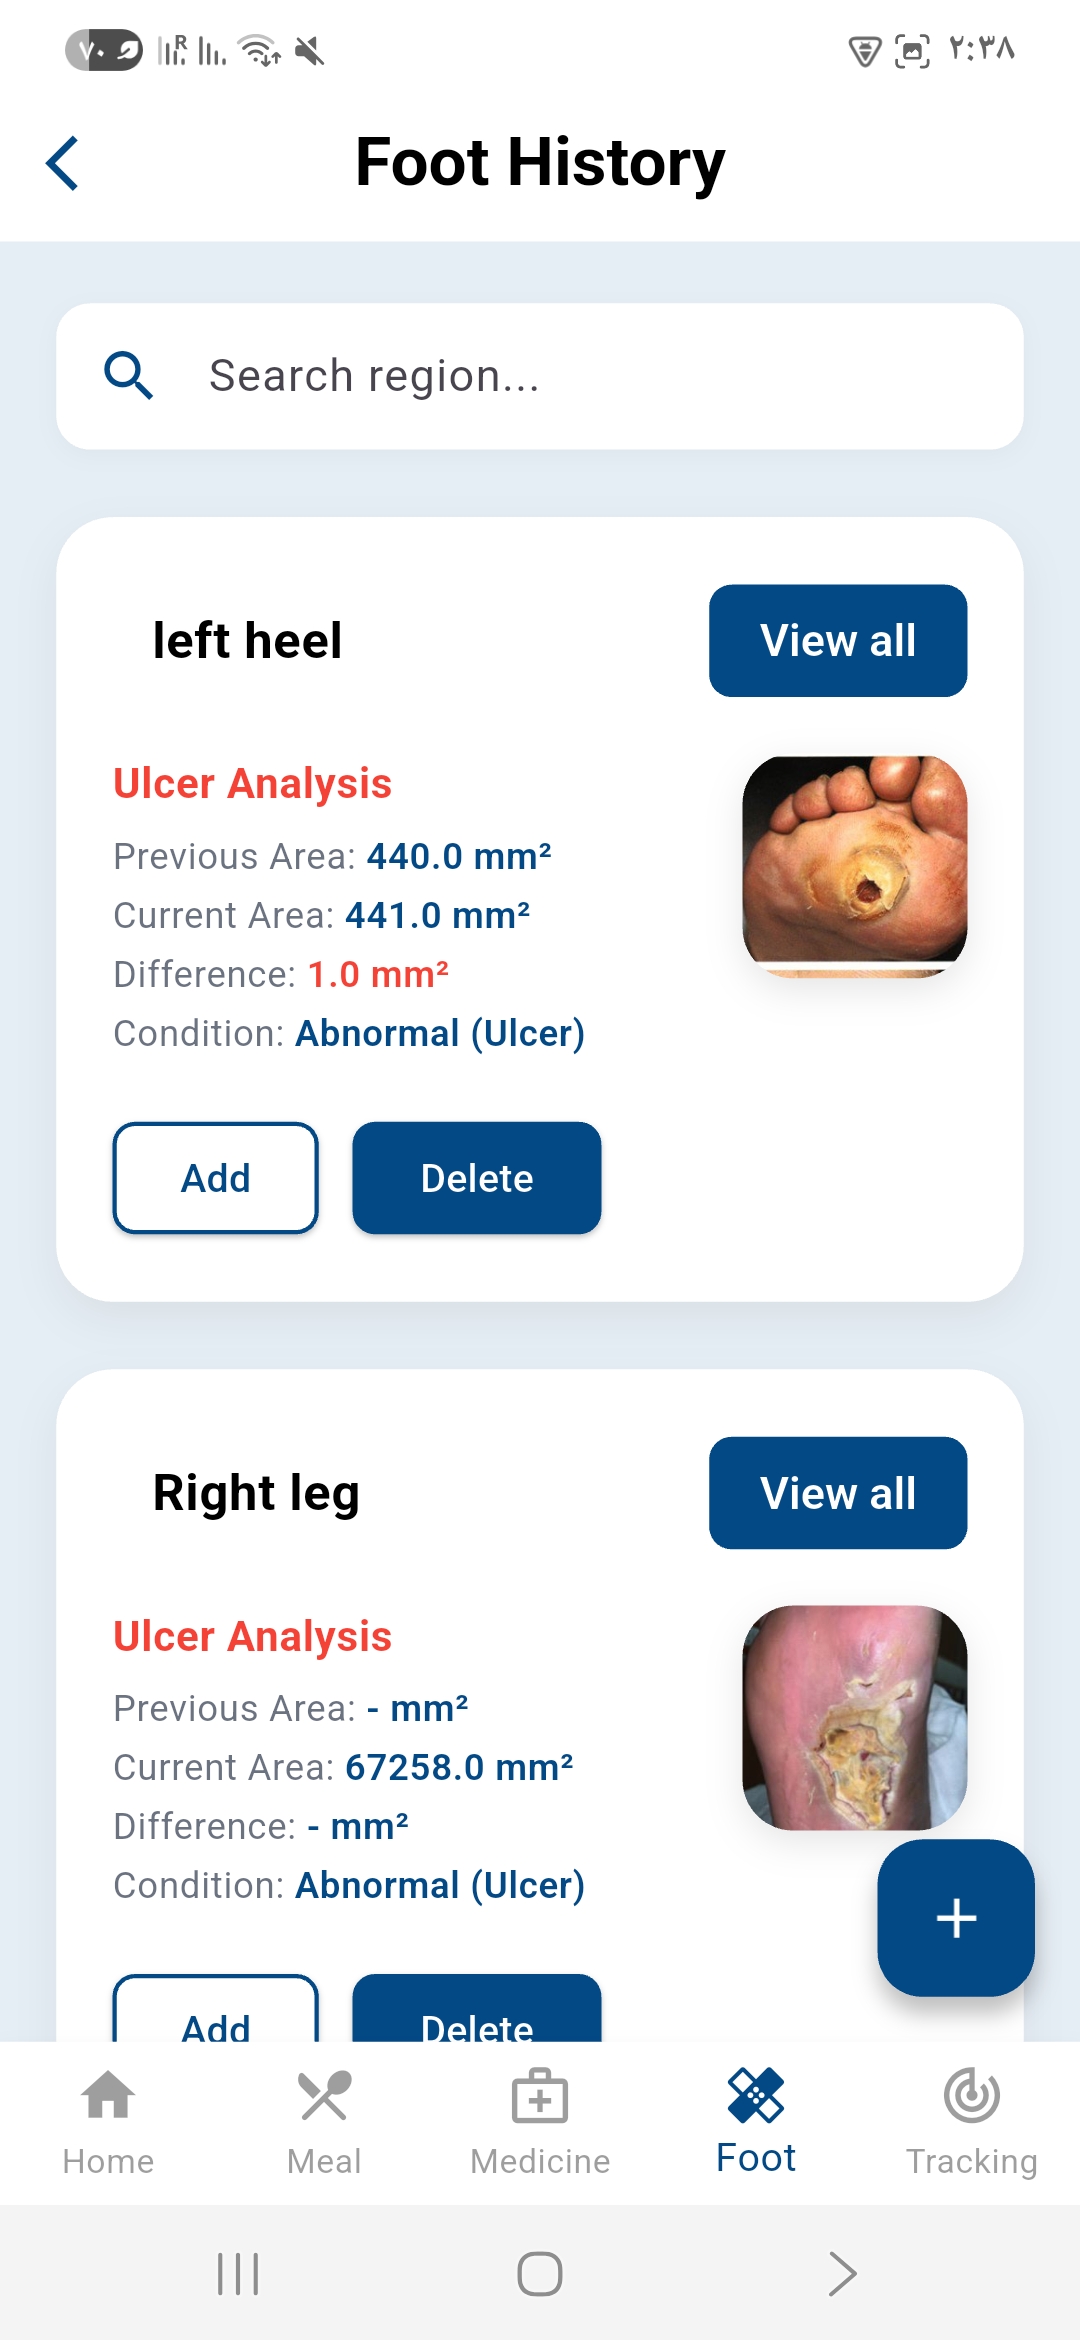 ٧٠ R ٢:٣٨
Foot History
Search region...
left heel View all
Ulcer Analysis
Previous Area: 440.0 mm²
Current Area: 441.0 mm²
Difference: 1.0 mm²
Condition: Abnormal (Ulcer)
Add Delete
Right leg View all
Ulcer Analysis
Previous Area: - mm²
Current Area: 67258.0 mm²
Difference: - mm²
Condition: Abnormal (Ulcer)
Add Delete
Home Meal Medicine Foot Tracking